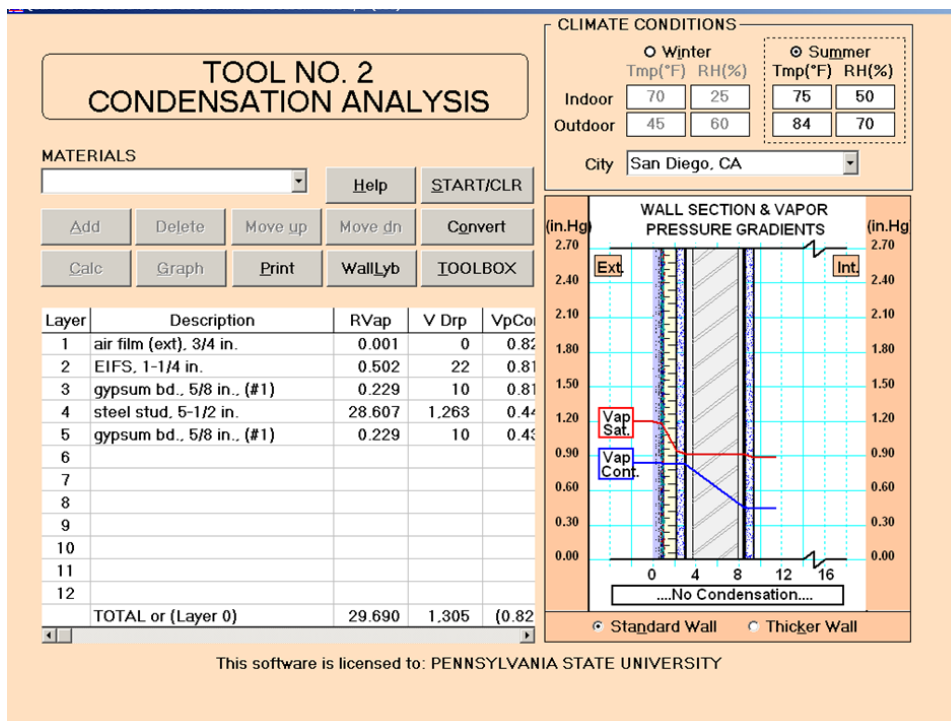 CLIMATE CONDITIONS
Winter Summer
Tmp(°F) RH(%) Tmp(°F) RH(%)
Indoor 70 25 75 50
Outdoor 45 60 84 70
City San Diego, CA
TOOL NO. 2
CONDENSATION ANALYSIS
MATERIALS
Help START/CLR
Add Delete Move up Move dn Convert
Calc Graph Print WallLyb TOOLBOX
Layer Description RVap V Drp VpCo
1 air film (ext), 3/4 in. 0.001 0 0.82
2 EIFS, 1-1/4 in. 0.502 22 0.81
3 gypsum bd., 5/8 in., (#1) 0.229 10 0.81
4 steel stud, 5-1/2 in. 28.607 1,263 0.44
5 gypsum bd., 5/8 in., (#1) 0.229 10 0.43
6
7
8
9
10
11
12
TOTAL or (Layer 0) 29.690 1,305 (0.82
WALL SECTION & VAPOR
PRESSURE GRADIENTS
(in.Hg) (in.Hg
2.70 2.70
Ext. Int.
2.40 2.40
2.10 2.10
1.80 1.80
1.50 1.50
1.20 1.20
Vap
Sat.
0.90 0.90
Vap
Cont.
0.60 0.60
0.30 0.30
0.00 0.00
0 4 8 12 16
....No Condensation....
Standard Wall Thicker Wall
This software is licensed to: PENNSYLVANIA STATE UNIVERSITY